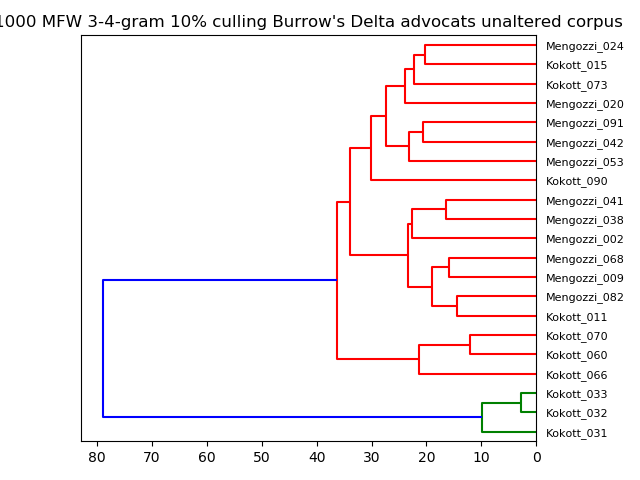 1000 MFW 3-4-gram 10% culling Burrow's Delta advocats unaltered corpus
Mengozzi_024
Kokott_015
Kokott_073
Mengozzi_020
Mengozzi_091
Mengozzi_042
Mengozzi_053
Kokott_090
Mengozzi_041
Mengozzi_038
Mengozzi_002
Mengozzi_068
Mengozzi_009
Mengozzi_082
Kokott_011
Kokott_070
Kokott_060
Kokott_066
Kokott_033
Kokott_032
Kokott_031
80 70 60 50 40 30 20 10 0